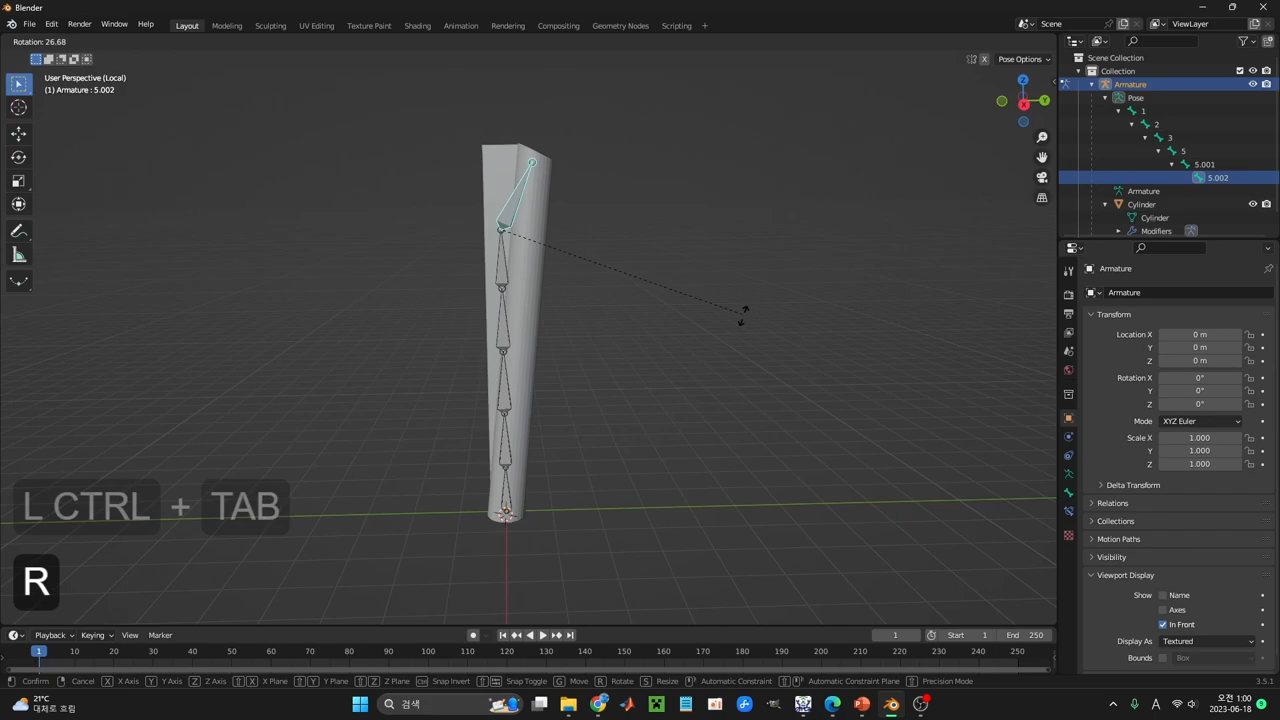 Blender
File Edit Render Window Help
Layout Modeling Sculpting UV Editing Texture Paint Shading Animation Rendering Compositing Geometry Nodes Scripting +
Scene
ViewLayer
Rotation: 26.68
X Pose Options
User Perspective (Local)
(1) Armature : 5.002
Z
Y
X
Scene Collection
Collection
Armature
Pose
1
2
3
5
5.001
5.002
Armature
Cylinder
Cylinder
Modifiers
Armature
Armature
Transform
Location X 0 m
Y 0 m
Z 0 m
Rotation X 0°
Y 0°
Z 0°
Mode XYZ Euler
Scale X 1.000
Y 1.000
Z 1.000
Delta Transform
Relations
Collections
Motion Paths
Visibility
Viewport Display
Show Name
Axes
In Front
Display As Textured
Bounds Box
L CTRL + TAB
R
Playback Keying View Marker
1 Start 1 End 250
1 10 20 30 40 50 60 70 80 90 100 110 120 130 140 150 160 170 180 190 200 210 220 230 240 250
Confirm Cancel X X Axis Y Y Axis Z Z Axis X X Plane Y Y Plane Z Z Plane Ctrl Snap Invert Snap Toggle G Move R Rotate S Resize Automatic Constraint Automatic Constraint Precision Mode 3.5.1
21°C
대체로 흐림
검색
A
오전 1:00
2023-06-18